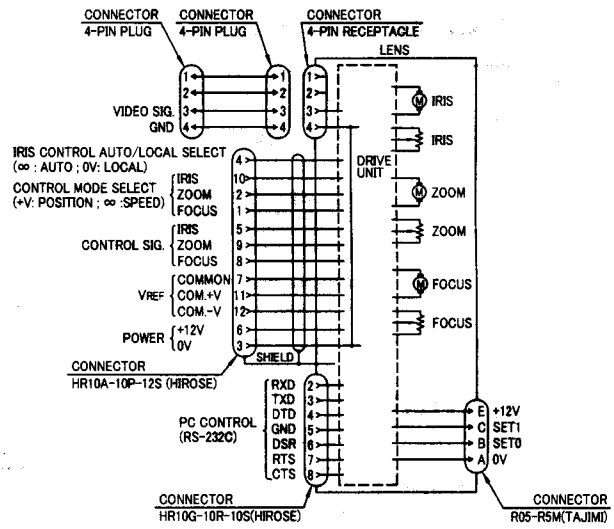 CONNECTOR CONNECTOR CONNECTOR
4-PIN PLUG 4-PIN PLUG 4-PIN RECEPTACLE
LENS
1 1 1
2 2 2
VIDEO SIG. 3 3 3
GND 4 4 4
M IRIS
IRIS
DRIVE
UNIT
M ZOOM
ZOOM
M FOCUS
FOCUS
IRIS CONTROL AUTO/LOCAL SELECT 4
(∞ : AUTO ; 0V: LOCAL)
CONTROL MODE SELECT
(+V: POSITION ; ∞ :SPEED)
IRIS 10
ZOOM 2
FOCUS 1
CONTROL SIG.
IRIS 5
ZOOM 9
FOCUS 8
VREF
COMMON 7
COM.+V 11
COM.-V 12
POWER
+12V 6
0V 3
SHIELD
CONNECTOR
HR10A-10P-12S (HIROSE)
PC CONTROL
(RS-232C)
RXD 2
TXD 3
DTD 4
GND 5
DSR 6
RTS 7
CTS 8
E +12V
C SET1
B SET0
A 0V
CONNECTOR
HR10G-10R-10S(HIROSE)
CONNECTOR
R05-R5M(TAJIMI)